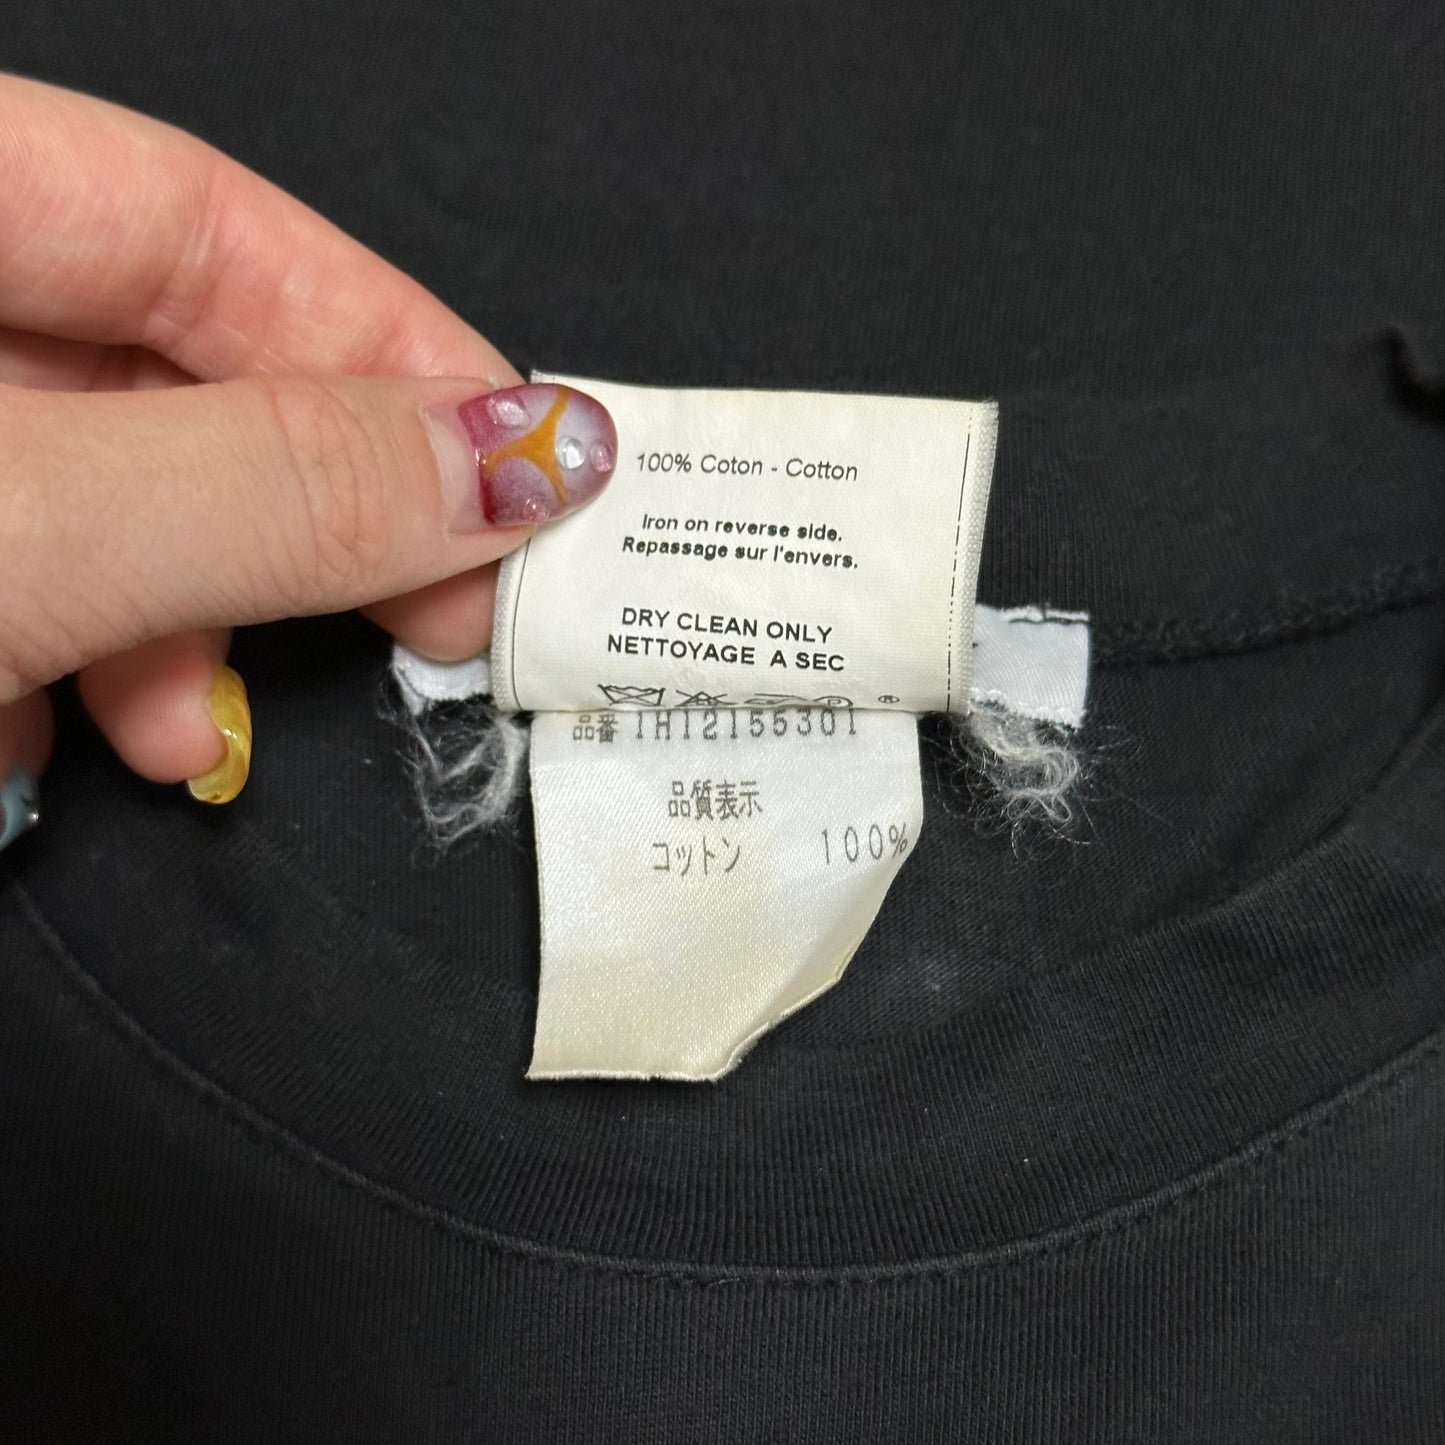 100% Coton - Cotton
Iron on reverse side.
Repassage sur l'envers.
DRY CLEAN ONLY
NETTOYAGE A SEC
®
品番 1H12155301
品質表示
コットン 100%